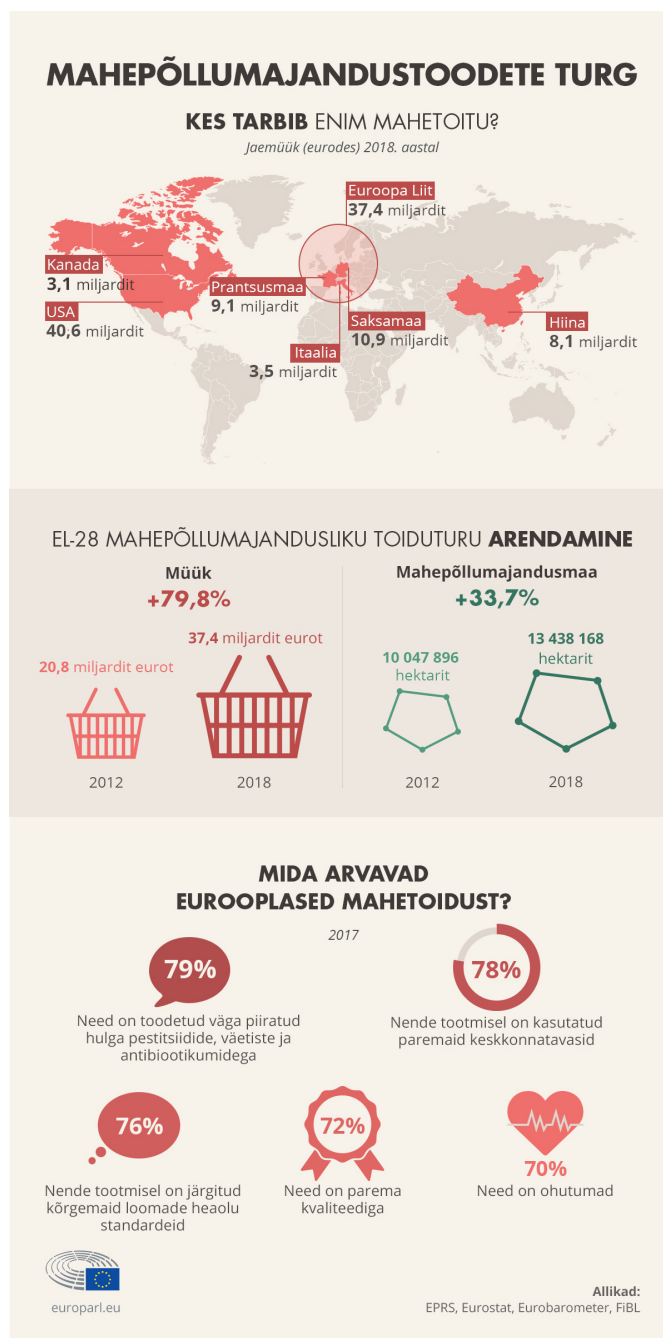 MAHEPÕLLUMAJANDUSTOODETE TURG
KES TARBIB ENIM MAHETOITU?
Jaemüük (eurodes) 2018. aastal
Euroopa Liit
37,4 miljardit
Kanada
3,1 miljardit
USA
40,6 miljardit
Prantsusmaa
9,1 miljardit
Saksamaa
10,9 miljardit
Itaalia
3,5 miljardit
Hiina
8,1 miljardit
EL-28 MAHEPÕLLUMAJANDUSLIKU TOIDUTURU ARENDAMINE
Müük
+79,8%
20,8 miljardit eurot
37,4 miljardit eurot
2012
2018
Mahepõllumajandusmaa
+33,7%
10 047 896
hektarit
13 438 168
hektarit
2012
2018
MIDA ARVAVAD
EUROOPLASED MAHETOIDUST?
2017
79%
Need on toodetud väga piiratud
hulga pestitsiidide, väetiste ja
antibiootikumidega
78%
Nende tootmisel on kasutatud
paremaid keskkonnatavasid
76%
Nende tootmisel on järgitud
kõrgemaid loomade heaolu
standardeid
72%
Need on parema
kvaliteediga
70%
Need on ohutumad
europarl.eu
Allikad:
EPRS, Eurostat, Eurobarometer, FiBL